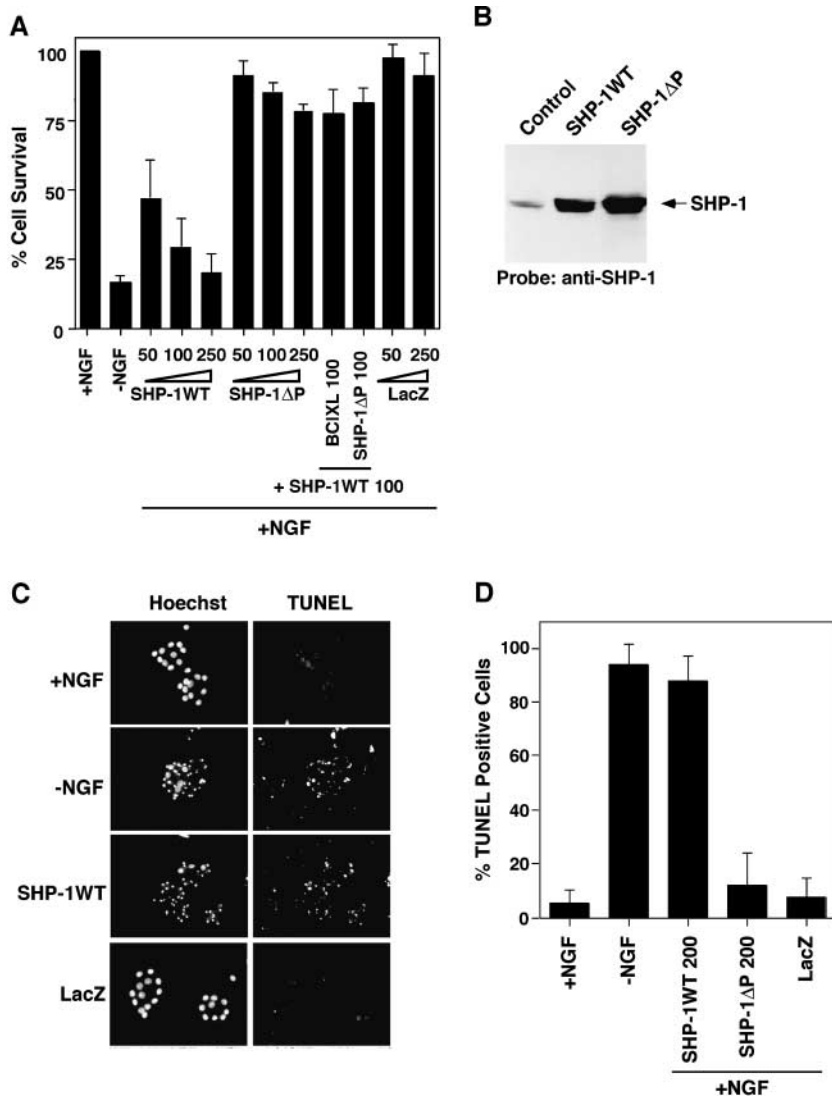 A
100
75
50
25
0
% Cell Survival
+NGF
-NGF
50 100 250
SHP-1WT
50 100 250
SHP-1ΔP
BClXL 100
SHP-1ΔP 100
50 250
LacZ
+ SHP-1WT 100
+NGF
B
Control
SHP-1WT
SHP-1ΔP
SHP-1
Probe: anti-SHP-1
C
Hoechst TUNEL
+NGF
-NGF
SHP-1WT
LacZ
D
100
80
60
40
20
0
% TUNEL Positive Cells
+NGF
-NGF
SHP-1WT 200
SHP-1ΔP 200
LacZ
+NGF